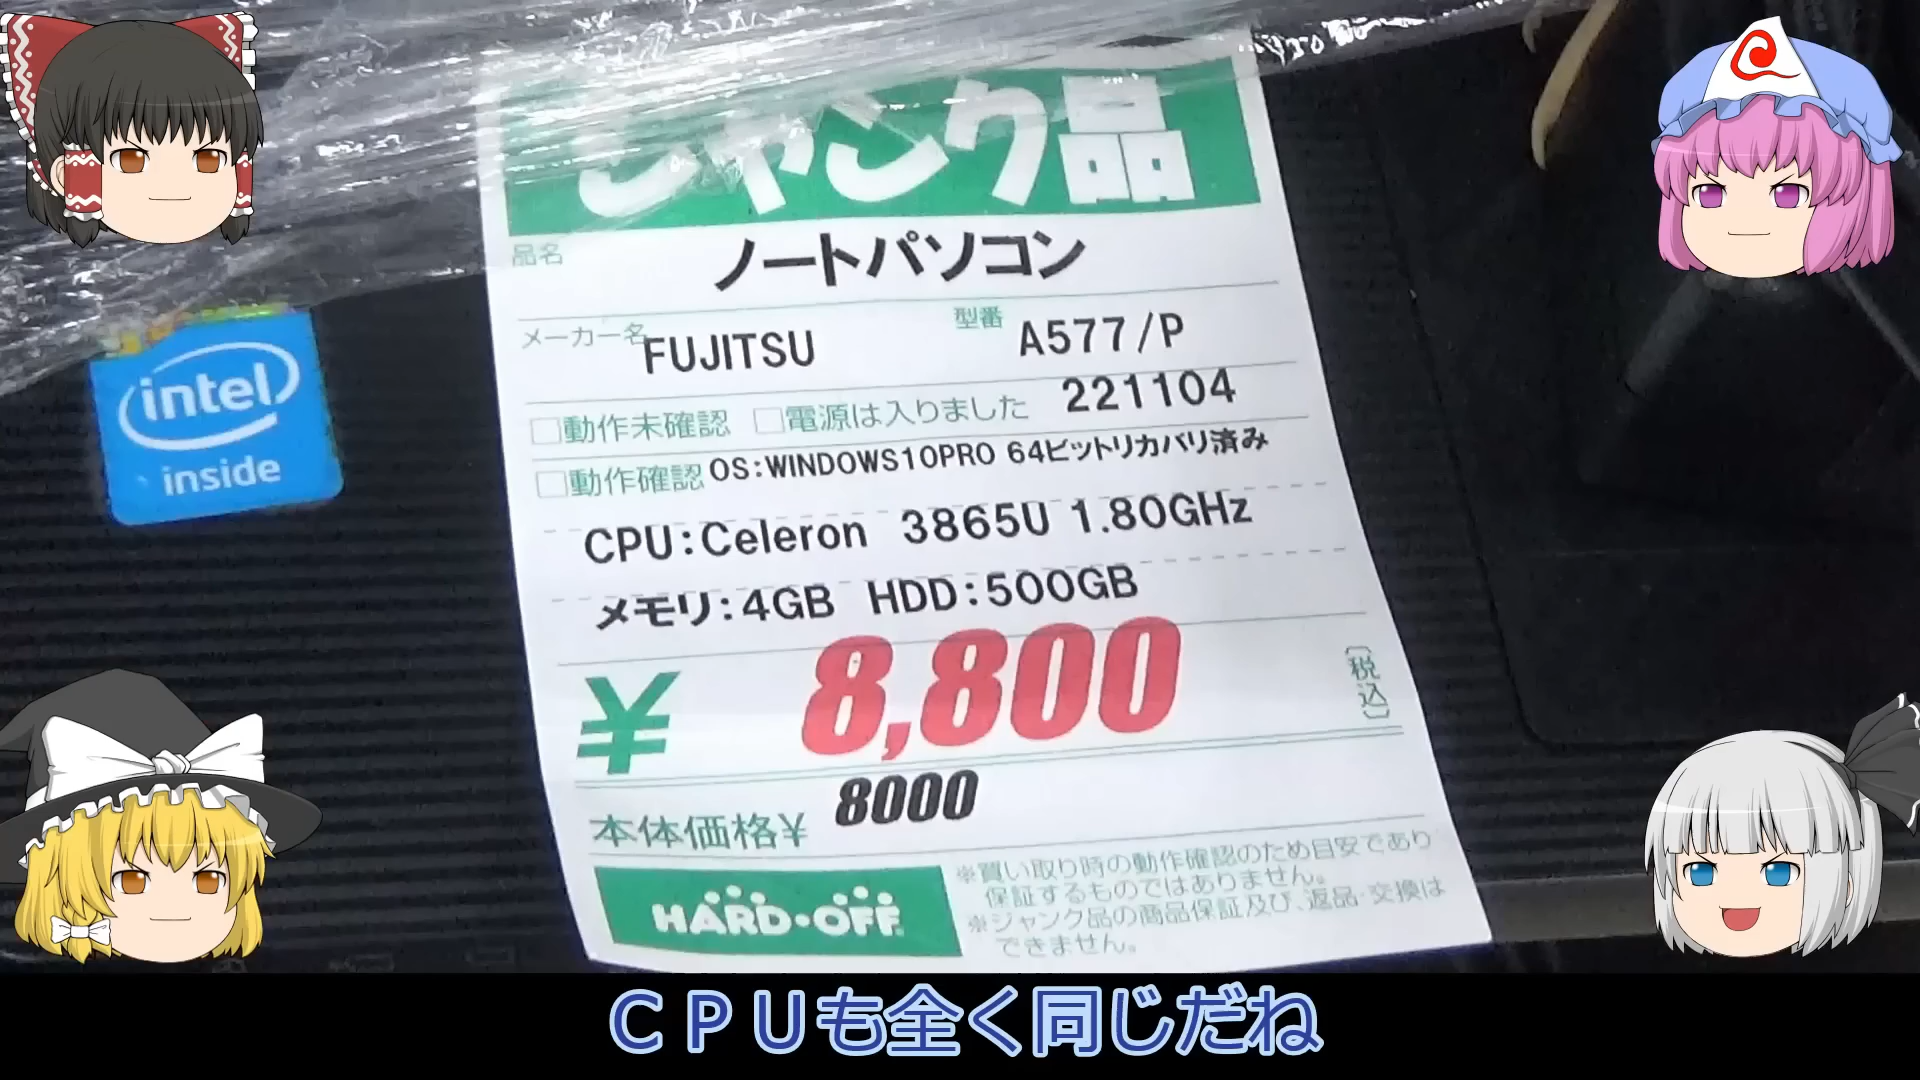 じゃんク品
品名
ノートパソコン
メーカー名 FUJITSU 型番 A577/P
□動作未確認 □電源は入りました 221104
□動作確認 OS:WINDOWS10PRO 64ビットリカバリ済み
CPU:Celeron 3865U 1.80GHz
メモリ:4GB HDD:500GB
¥ 8,800 (税込)
本体価格¥ 8000
HARD・OFF
※買い取り時の動作確認のため目安であり
保証するものではありません。
※ジャンク品の商品保証及び、返品・交換は
できません。
intel
inside
CPUも全く同じだね